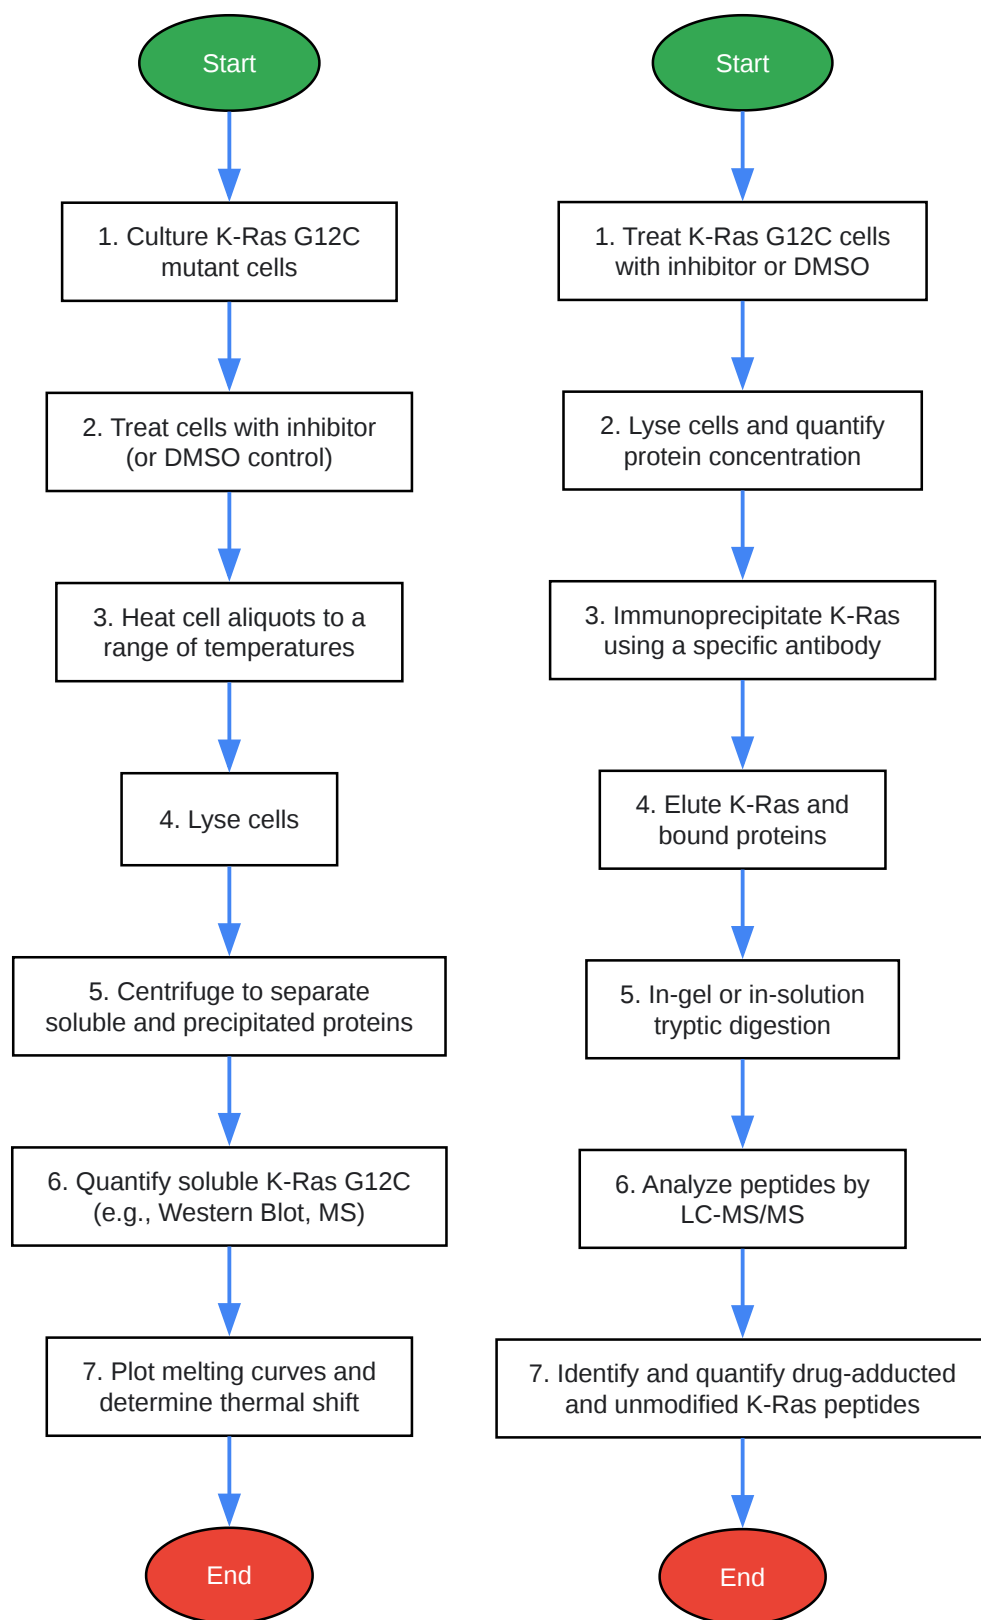 Start
1. Culture K-Ras G12C
mutant cells
2. Treat cells with inhibitor
(or DMSO control)
3. Heat cell aliquots to a
range of temperatures
4. Lyse cells
5. Centrifuge to separate
soluble and precipitated proteins
6. Quantify soluble K-Ras G12C
(e.g., Western Blot, MS)
7. Plot melting curves and
determine thermal shift
End
Start
1. Treat K-Ras G12C cells
with inhibitor or DMSO
2. Lyse cells and quantify
protein concentration
3. Immunoprecipitate K-Ras
using a specific antibody
4. Elute K-Ras and
bound proteins
5. In-gel or in-solution
tryptic digestion
6. Analyze peptides by
LC-MS/MS
7. Identify and quantify drug-adducted
and unmodified K-Ras peptides
End